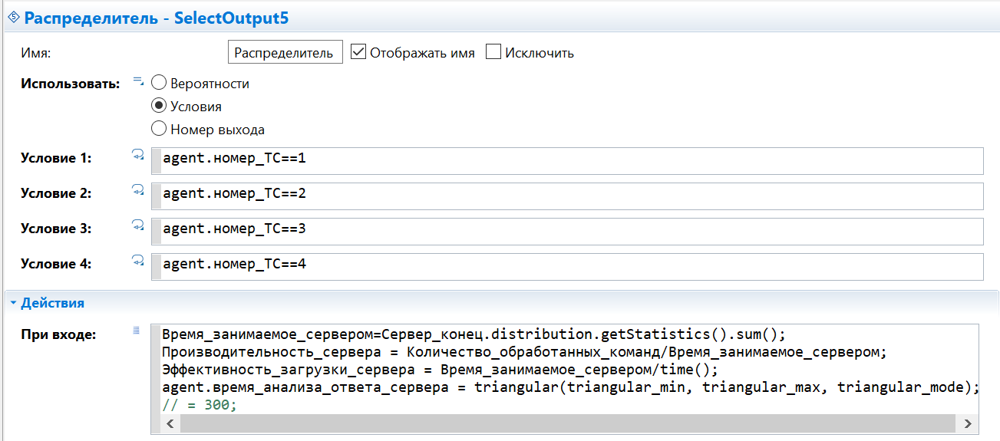 Распределитель - SelectOutput5
Имя: Распределитель Отображать имя Исключить
Использовать: Вероятности
Условия
Номер выхода
Условие 1: agent.номер_ТС==1
Условие 2: agent.номер_ТС==2
Условие 3: agent.номер_ТС==3
Условие 4: agent.номер_ТС==4
Действия
При входе: Время_занимаемое_сервером=Сервер_конец.distribution.getStatistics().sum();
Производительность_сервера = Количество_обработанных_команд/Время_занимаемое_сервером;
Эффективность_загрузки_сервера = Время_занимаемое_сервером/time();
agent.время_анализа_ответа_сервера = triangular(triangular_min, triangular_max, triangular_mode);
// = 300;